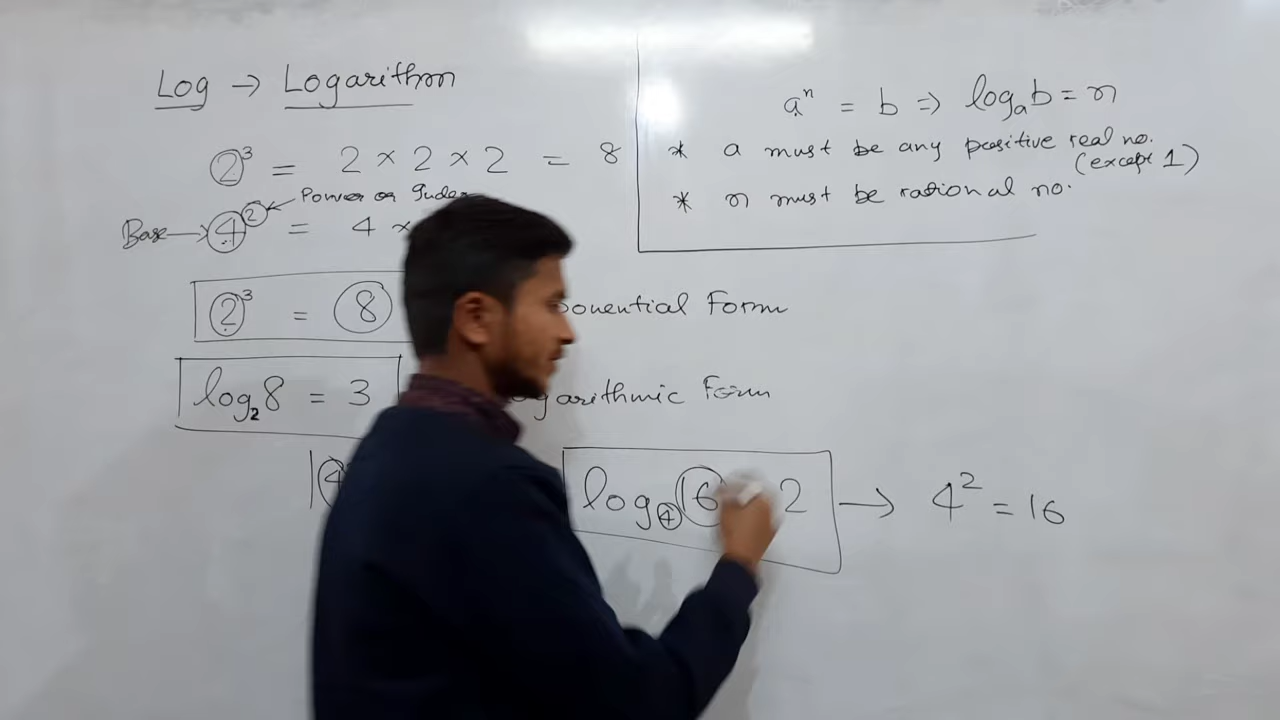 Log → Logarithm
2³ = 2 × 2 × 2 = 8
Power or Index
Base → 4² = 4 ×
2³ = 8
ponential Form
log₂8 = 3
garithmic Form
4
log₄16 2 → 4² = 16
aⁿ = b ⇒ logₐb = n
* a must be any positive real no.
(except 1)
* n must be rational no.